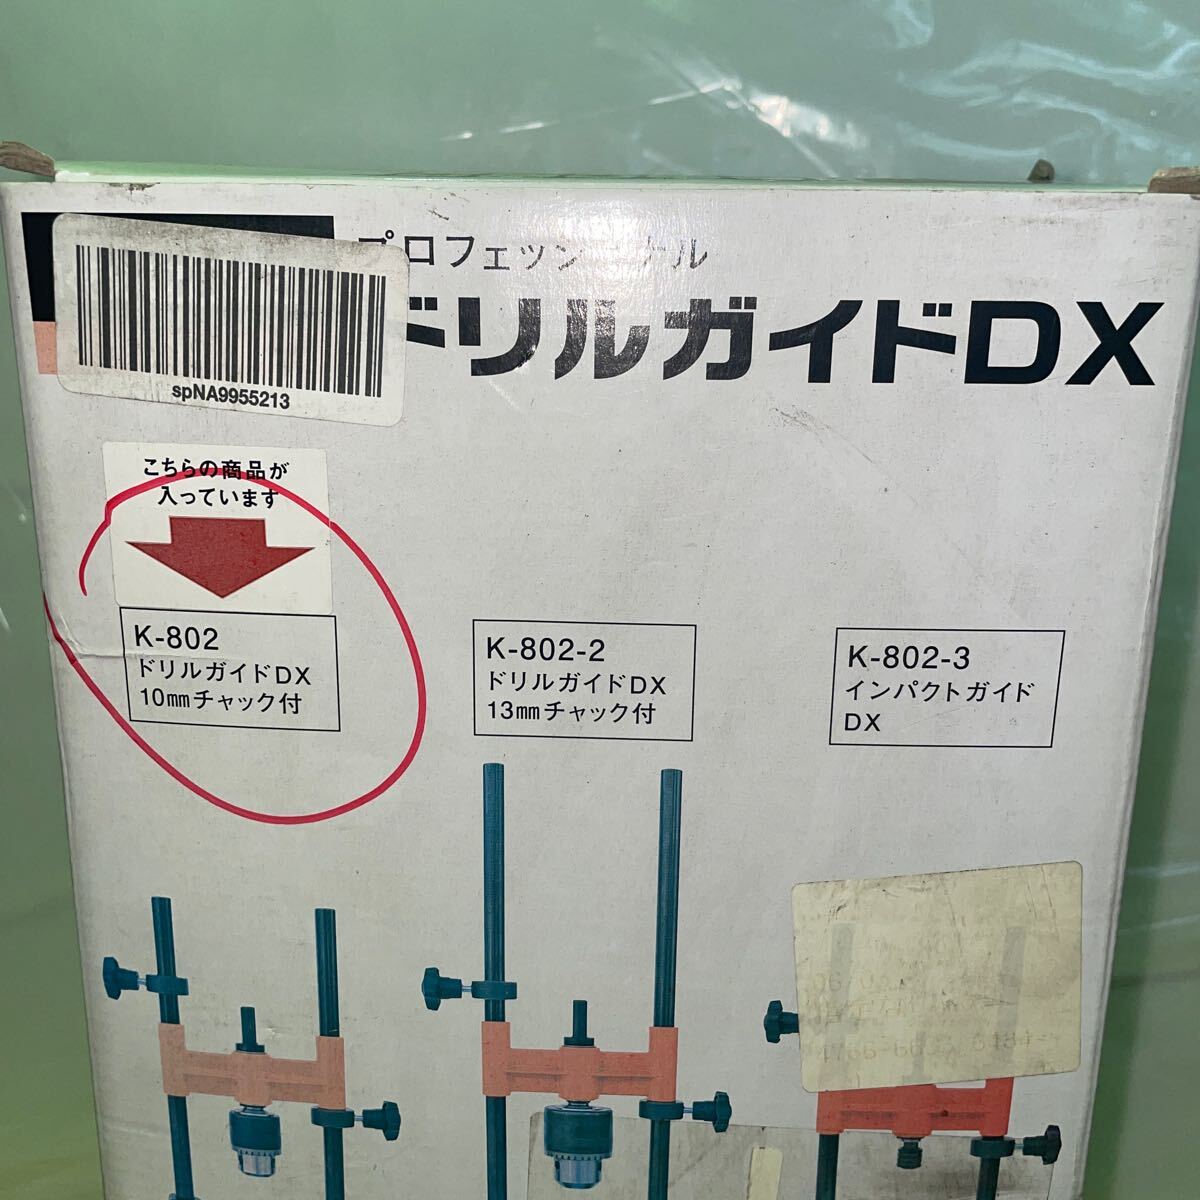 プロフェッショナル
ドリルガイドDX
spNA9955213
こちらの商品が
入っています
K-802
ドリルガイドDX
10mmチャック付
K-802-2
ドリルガイドDX
13mmチャック付
K-802-3
インパクトガイド
DX